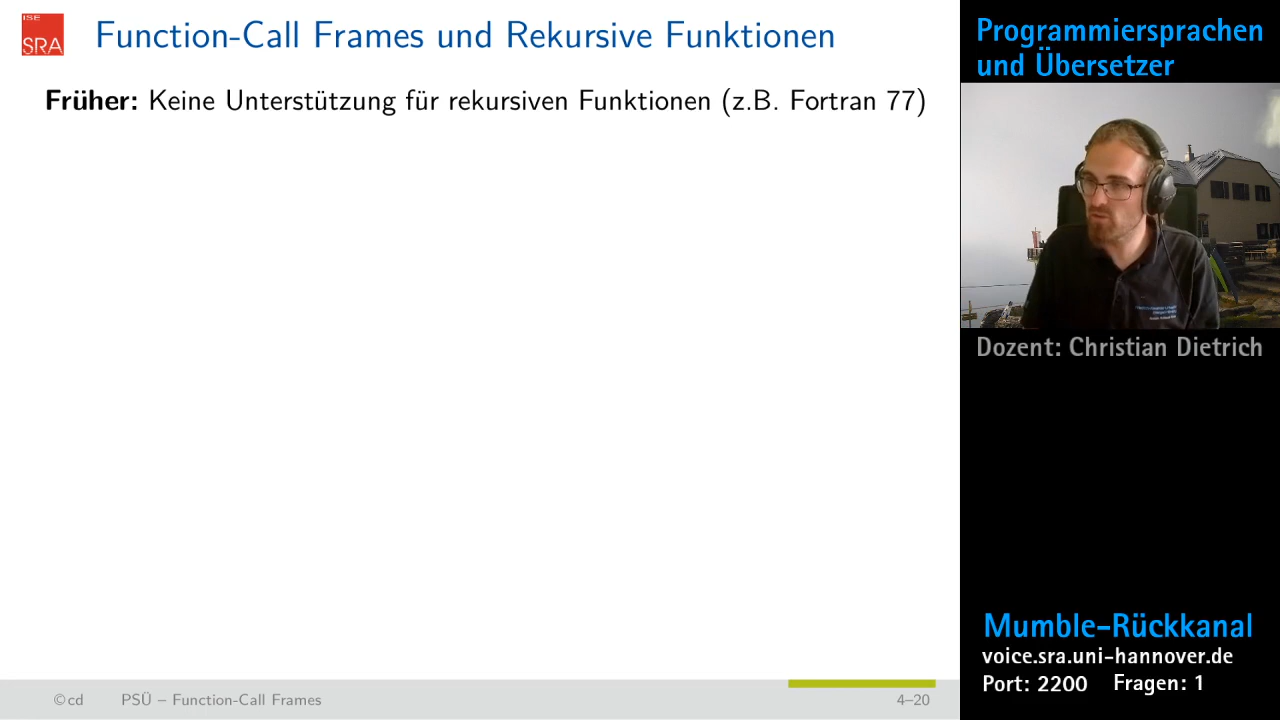 ISE
SRA
Function-Call Frames und Rekursive Funktionen
Früher: Keine Unterstützung für rekursiven Funktionen (z.B. Fortran 77)
©cd PSÜ – Function-Call Frames 4–20
Programmiersprachen
und Übersetzer
Dozent: Christian Dietrich
Mumble-Rückkanal
voice.sra.uni-hannover.de
Port: 2200 Fragen: 1